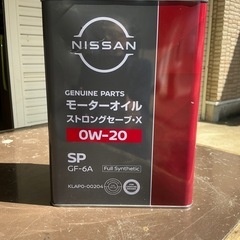 NISSAN
GENUINE PARTS
モーターオイル
ストロングセーブ・X
0W-20
SP
GF-6A
Full Synthetic
KLAP0-00204